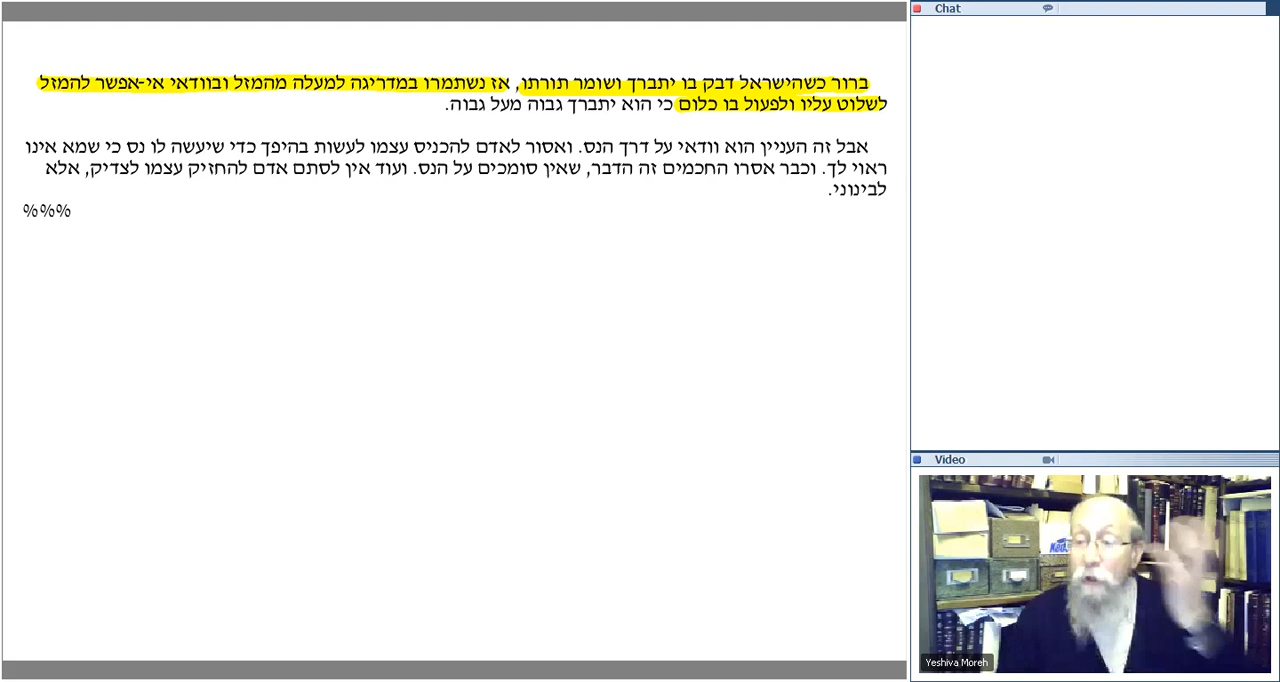 Chat
ברור כשהישראל דבק בו יתברך ושומר תורתו, אז נשתמרו במדריגה למעלה מהמזל ובוודאי אי-אפשר להמזל
לשלוט עליו ולפעול בו כלום כי הוא יתברך גבוה מעל גבוה.
אבל זה העניין הוא וודאי על דרך הנס. ואסור לאדם להכניס עצמו לעשות בהיפך כדי שיעשה לו נס כי שמא אינו
ראוי לך. וכבר אסרו החכמים זה הדבר, שאין סומכים על הנס. ועוד אין לסתם אדם להחזיק עצמו לצדיק, אלא
לבינוני.
%%%
Video
Yeshiva Moreh